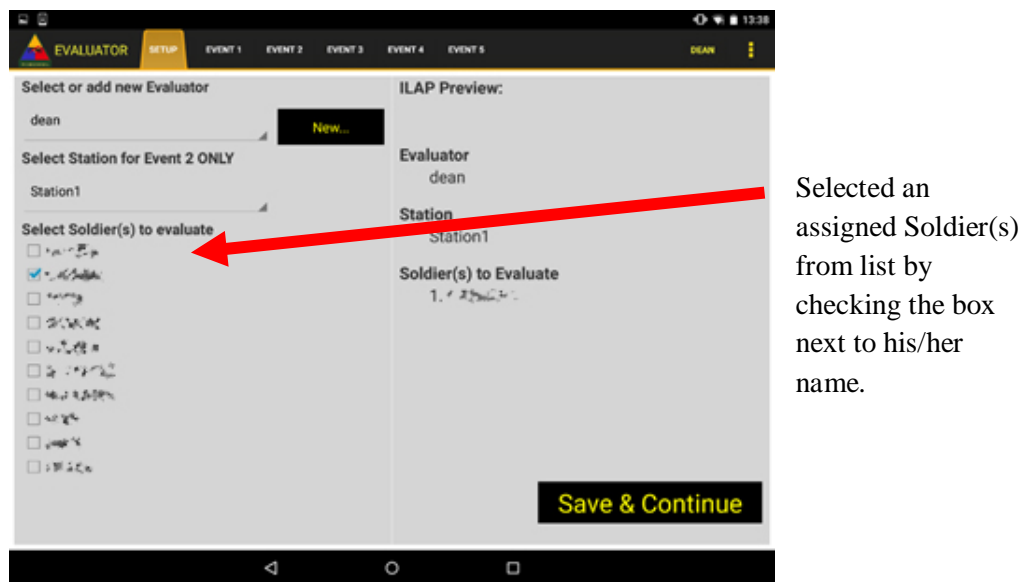 13:38
EVALUATOR SETUP EVENT 1 EVENT 2 EVENT 3 EVENT 4 EVENT 5 DEAN
Select or add new Evaluator
dean
New...
Select Station for Event 2 ONLY
Station1
Select Soldier(s) to evaluate
ILAP Preview:
Evaluator
dean
Station
Station1
Soldier(s) to Evaluate
1.
Save & Continue
Selected an
assigned Soldier(s)
from list by
checking the box
next to his/her
name.